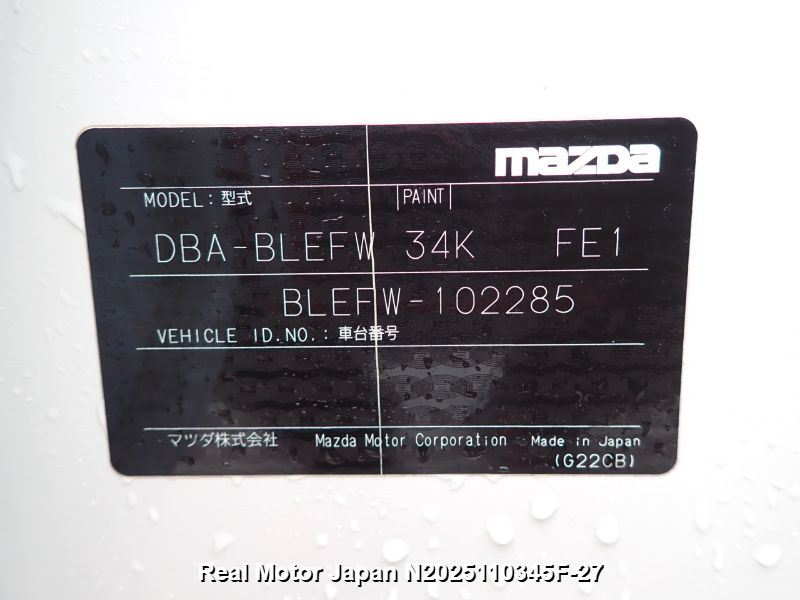 mazda
MODEL: 型式 PAINT
DBA-BLEFW 34K FE1
BLEFW-102285
VEHICLE ID.NO.: 車台番号
マツダ株式会社 Mazda Motor Corporation Made in Japan
(G22CB)
Real Motor Japan N2025110345F-27